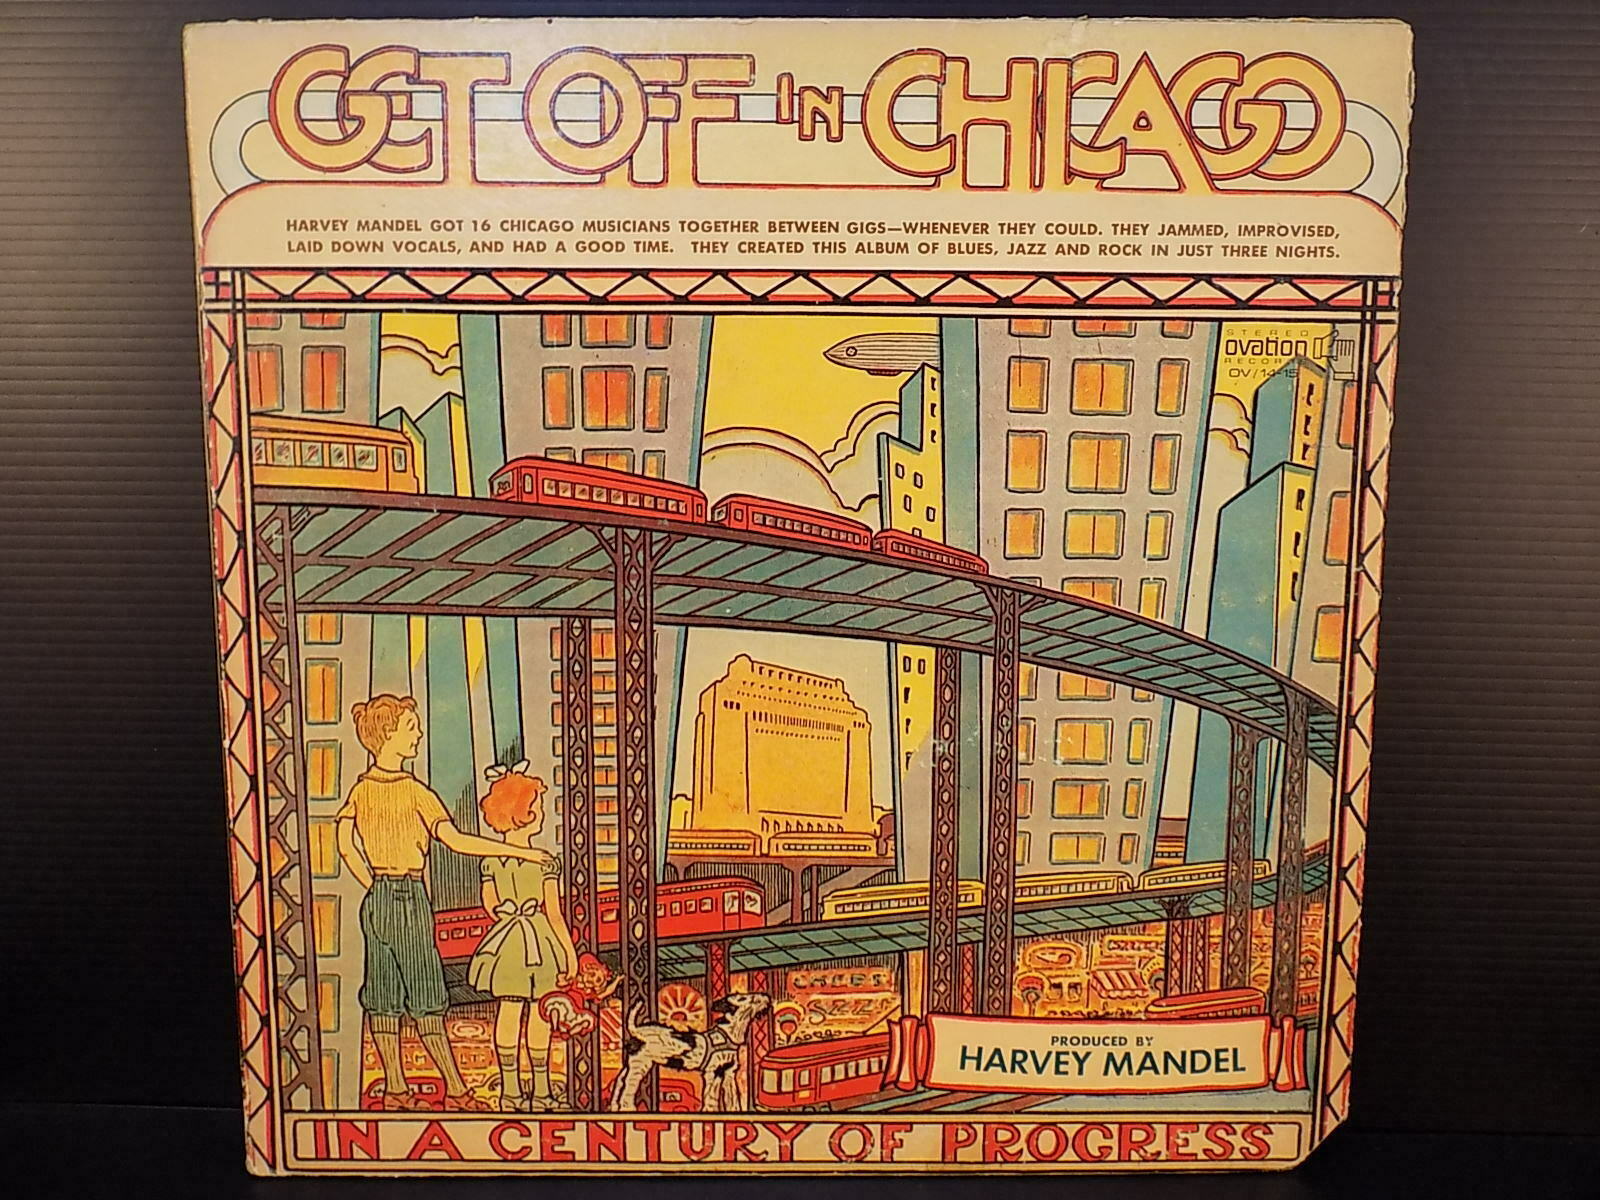 GET OFF IN CHICAGO
HARVEY MANDEL GOT 16 CHICAGO MUSICIANS TOGETHER BETWEEN GIGS—WHENEVER THEY COULD. THEY JAMMED, IMPROVISED,
LAID DOWN VOCALS, AND HAD A GOOD TIME. THEY CREATED THIS ALBUM OF BLUES, JAZZ AND ROCK IN JUST THREE NIGHTS.
STEREO
ovation
RECORDS
OV/14-15
PRODUCED BY
HARVEY MANDEL
IN A CENTURY OF PROGRESS